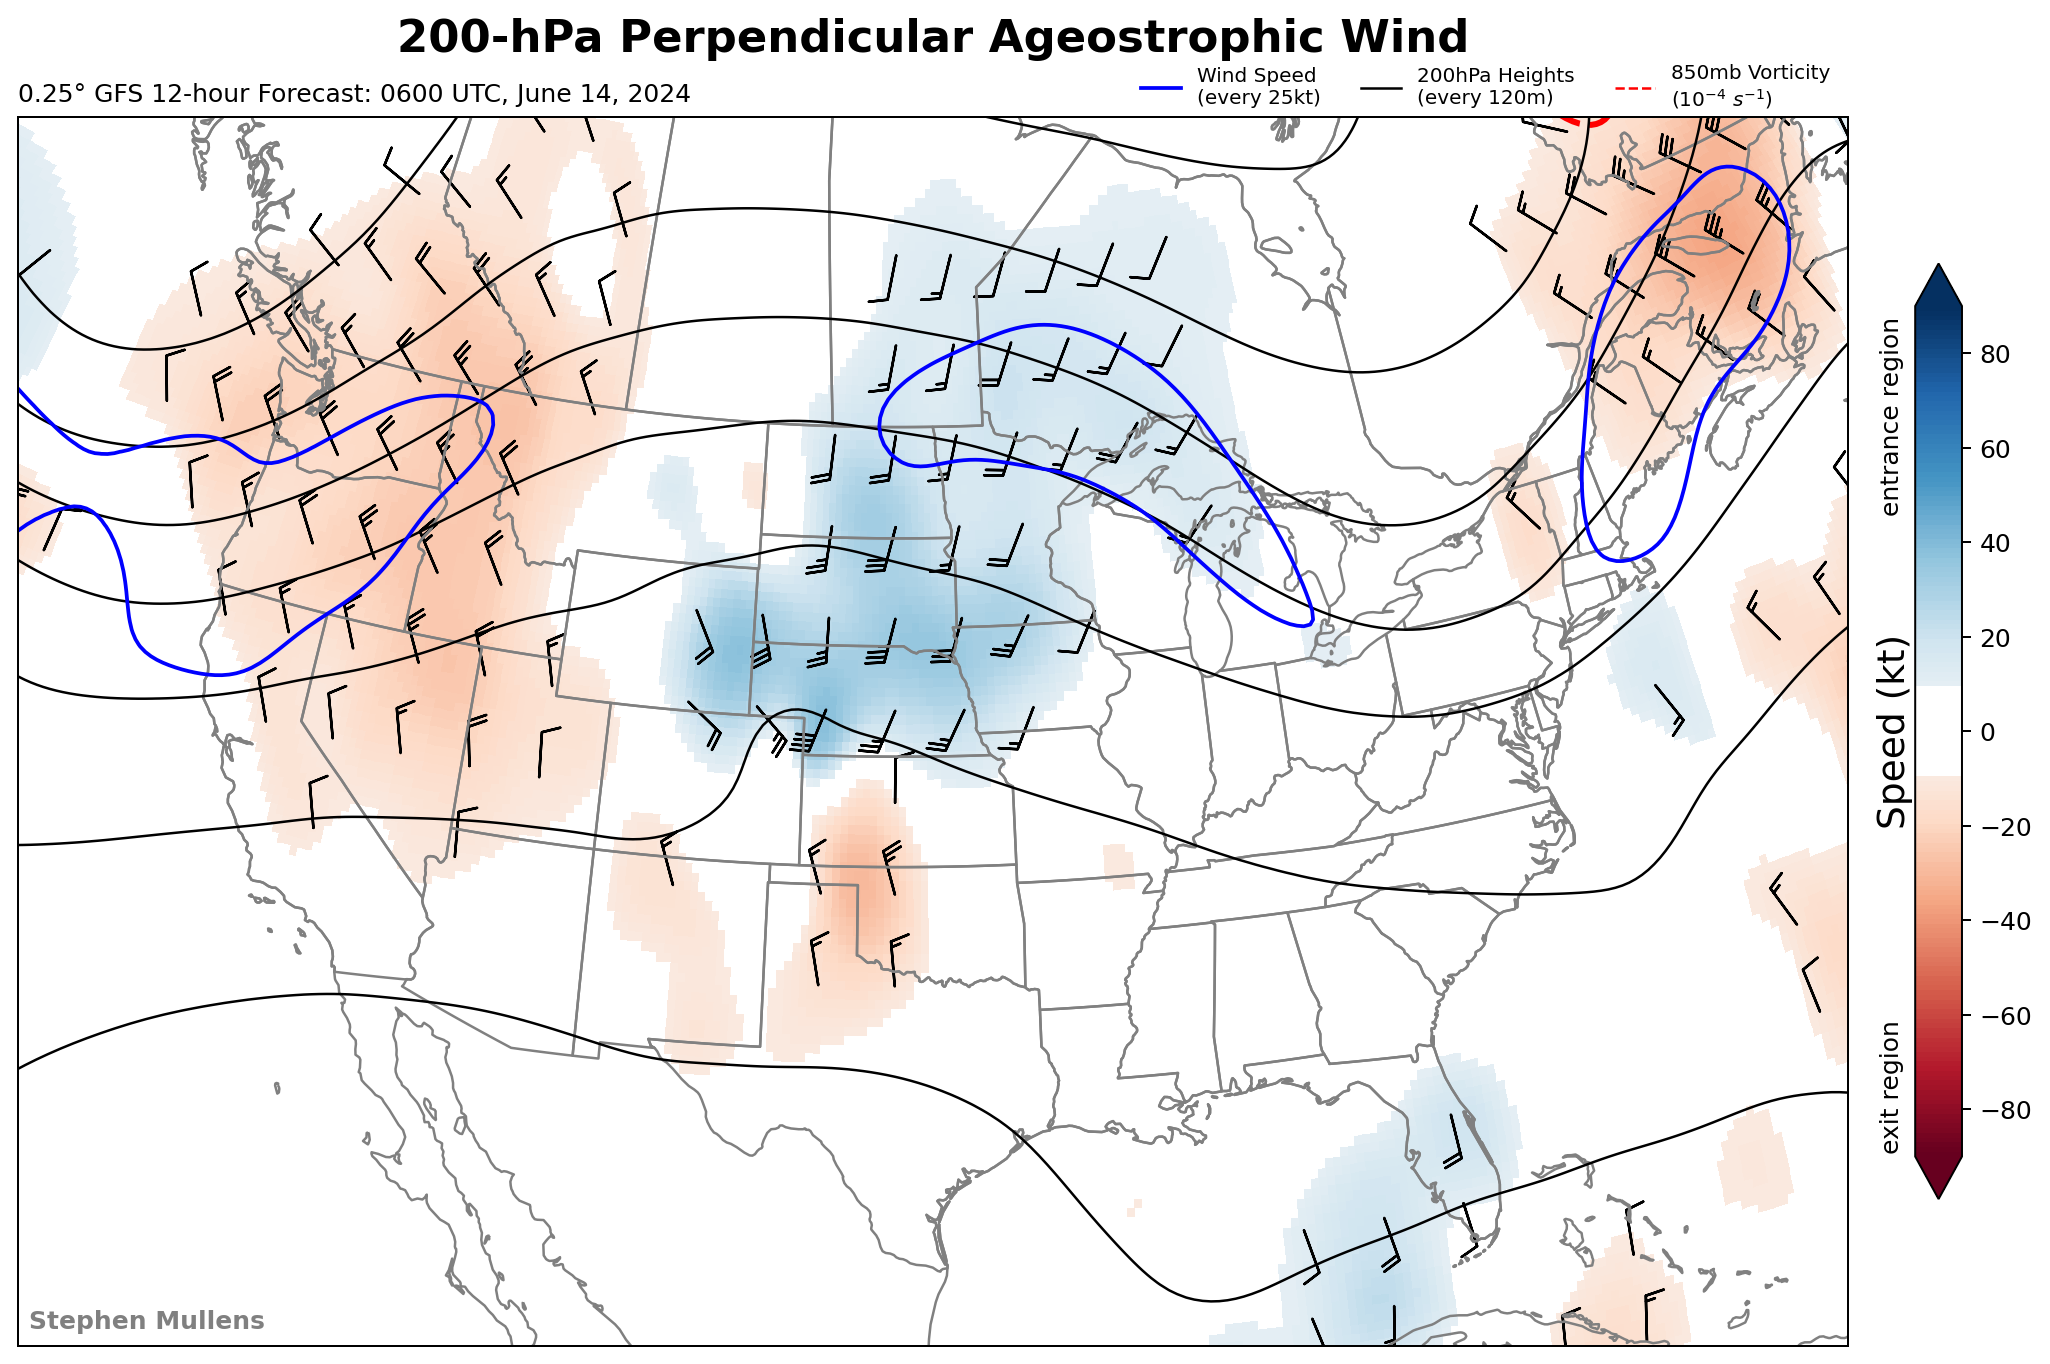 200-hPa Perpendicular Ageostrophic Wind
0.25° GFS 12-hour Forecast: 0600 UTC, June 14, 2024
Wind Speed
(every 25kt)
200hPa Heights
(every 120m)
850mb Vorticity
(10⁻⁴ s⁻¹)
entrance region
Speed (kt)
exit region
80
60
40
20
0
−20
−40
−60
−80
Stephen Mullens